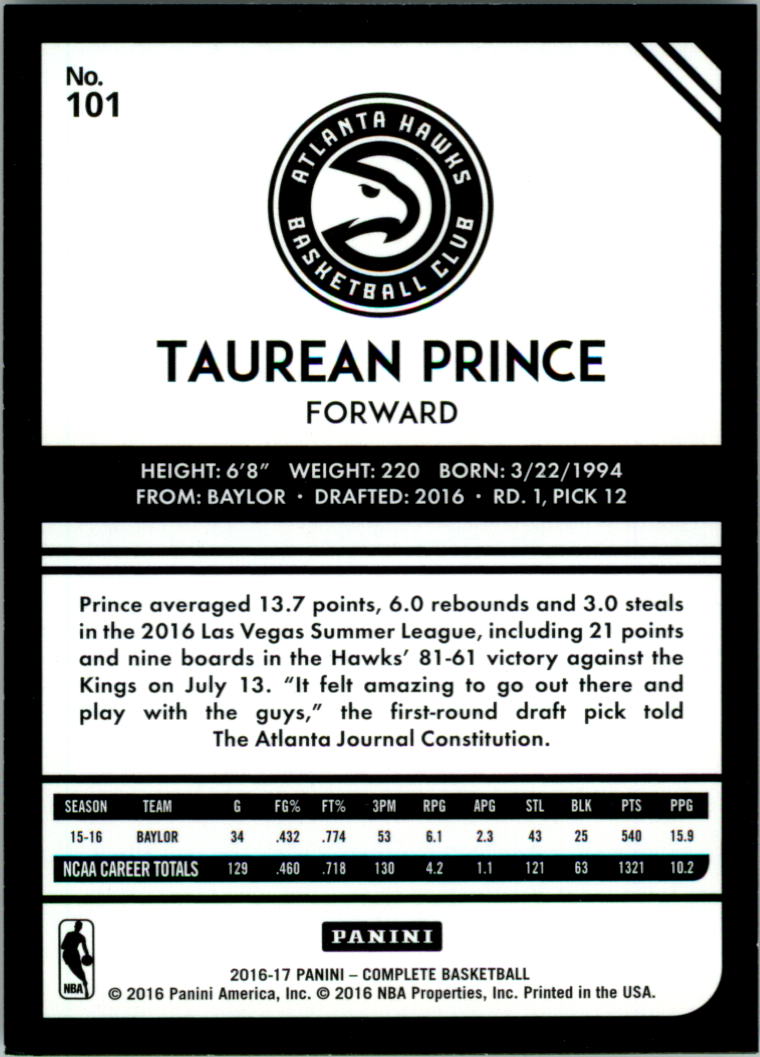 No.
101
ATLANTA HAWKS
BASKETBALL CLUB
TAUREAN PRINCE
FORWARD
HEIGHT: 6'8" WEIGHT: 220 BORN: 3/22/1994
FROM: BAYLOR • DRAFTED: 2016 • RD. 1, PICK 12
Prince averaged 13.7 points, 6.0 rebounds and 3.0 steals
in the 2016 Las Vegas Summer League, including 21 points
and nine boards in the Hawks’ 81-61 victory against the
Kings on July 13. “It felt amazing to go out there and
play with the guys,” the first-round draft pick told
The Atlanta Journal Constitution.
SEASON TEAM G FG% FT% 3PM RPG APG STL BLK PTS PPG
15-16 BAYLOR 34 .432 .774 53 6.1 2.3 43 25 540 15.9
NCAA CAREER TOTALS 129 .460 .718 130 4.2 1.1 121 63 1321 10.2
PANINI
NBA
2016-17 PANINI – COMPLETE BASKETBALL
© 2016 Panini America, Inc. © 2016 NBA Properties, Inc. Printed in the USA.